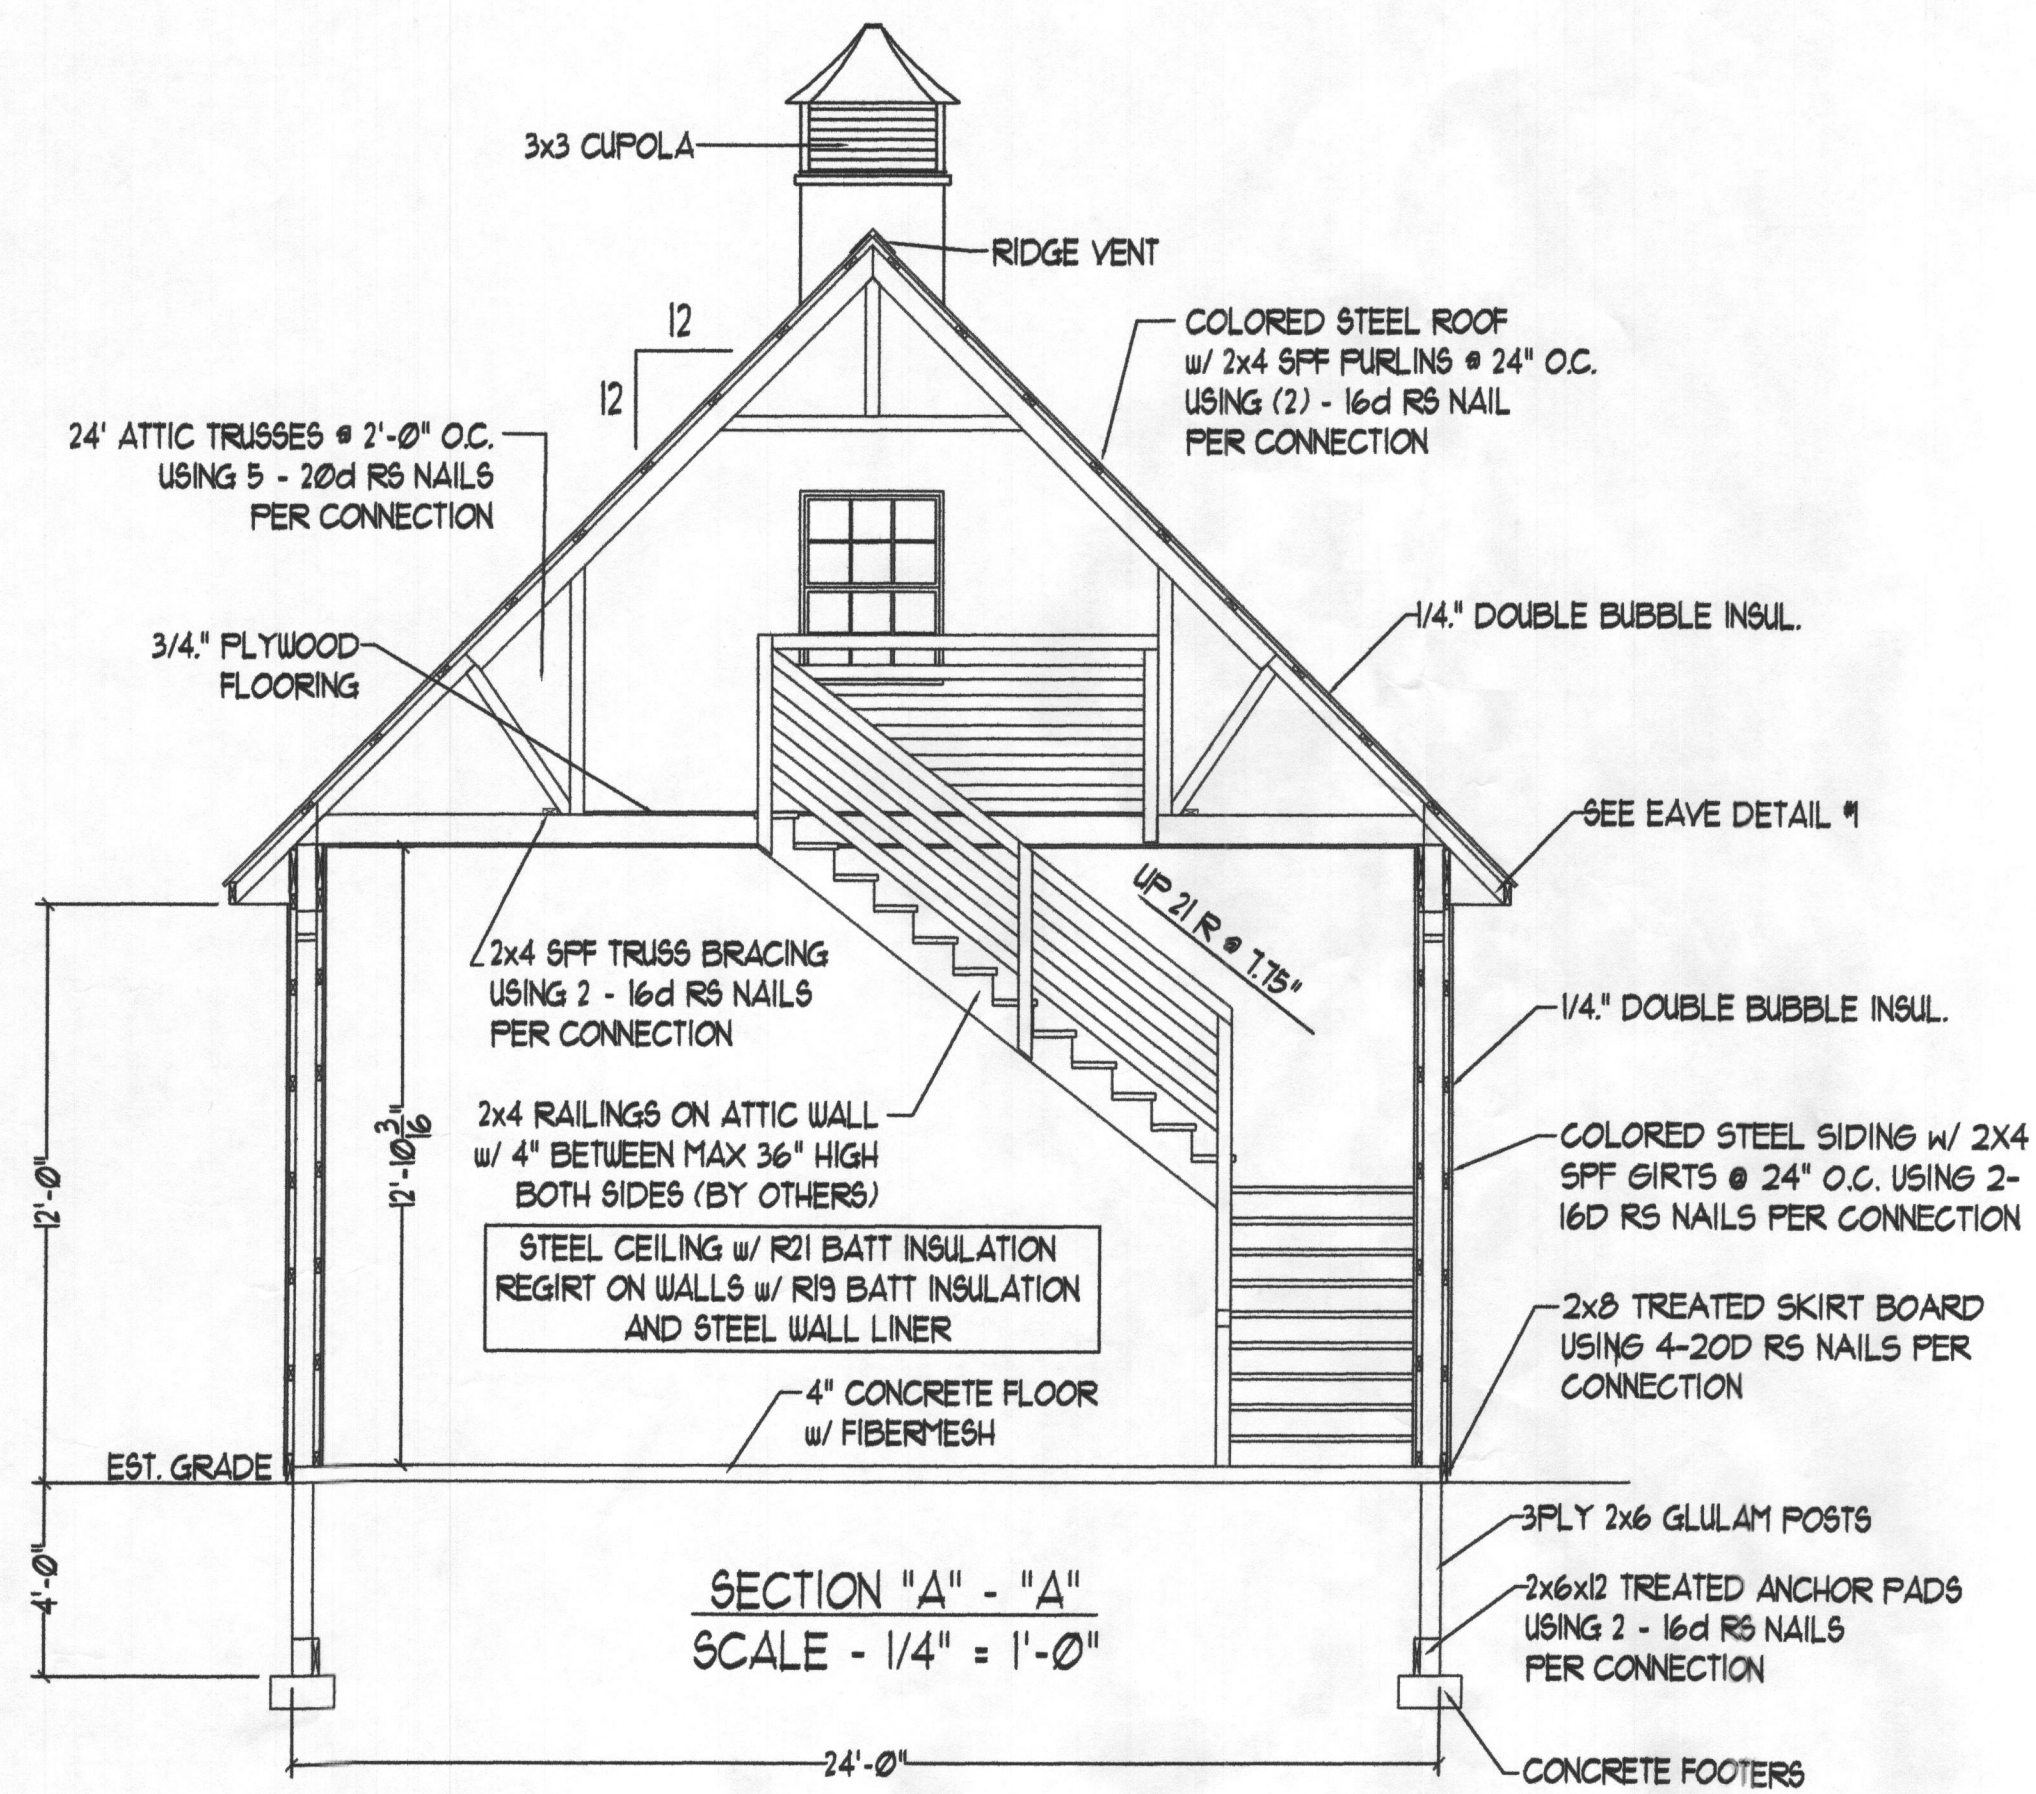 3x3 CUPOLA
RIDGE VENT
12
12
COLORED STEEL ROOF
w/ 2x4 SPF PURLINS @ 24" O.C.
USING (2) - 16d RS NAIL
PER CONNECTION
24' ATTIC TRUSSES @ 2'-0" O.C.
USING 5 - 20d RS NAILS
PER CONNECTION
3/4." PLYWOOD
FLOORING
1/4." DOUBLE BUBBLE INSUL.
SEE EAVE DETAIL #1
UP 21 R @ 7.75"
2x4 SPF TRUSS BRACING
USING 2 - 16d RS NAILS
PER CONNECTION
1/4." DOUBLE BUBBLE INSUL.
12'-0"
12'-10 3/16"
2x4 RAILINGS ON ATTIC WALL
w/ 4" BETWEEN MAX 36" HIGH
BOTH SIDES (BY OTHERS)
COLORED STEEL SIDING w/ 2X4
SPF GIRTS @ 24" O.C. USING 2-
16D RS NAILS PER CONNECTION
STEEL CEILING w/ R21 BATT INSULATION
REGIRT ON WALLS w/ R19 BATT INSULATION
AND STEEL WALL LINER
2x8 TREATED SKIRT BOARD
USING 4-20D RS NAILS PER
CONNECTION
4" CONCRETE FLOOR
w/ FIBERMESH
EST. GRADE
4'-0"
3PLY 2x6 GLULAM POSTS
2x6x12 TREATED ANCHOR PADS
USING 2 - 16d RS NAILS
PER CONNECTION
SECTION "A" - "A"
SCALE - 1/4" = 1'-0"
24'-0"
CONCRETE FOOTERS